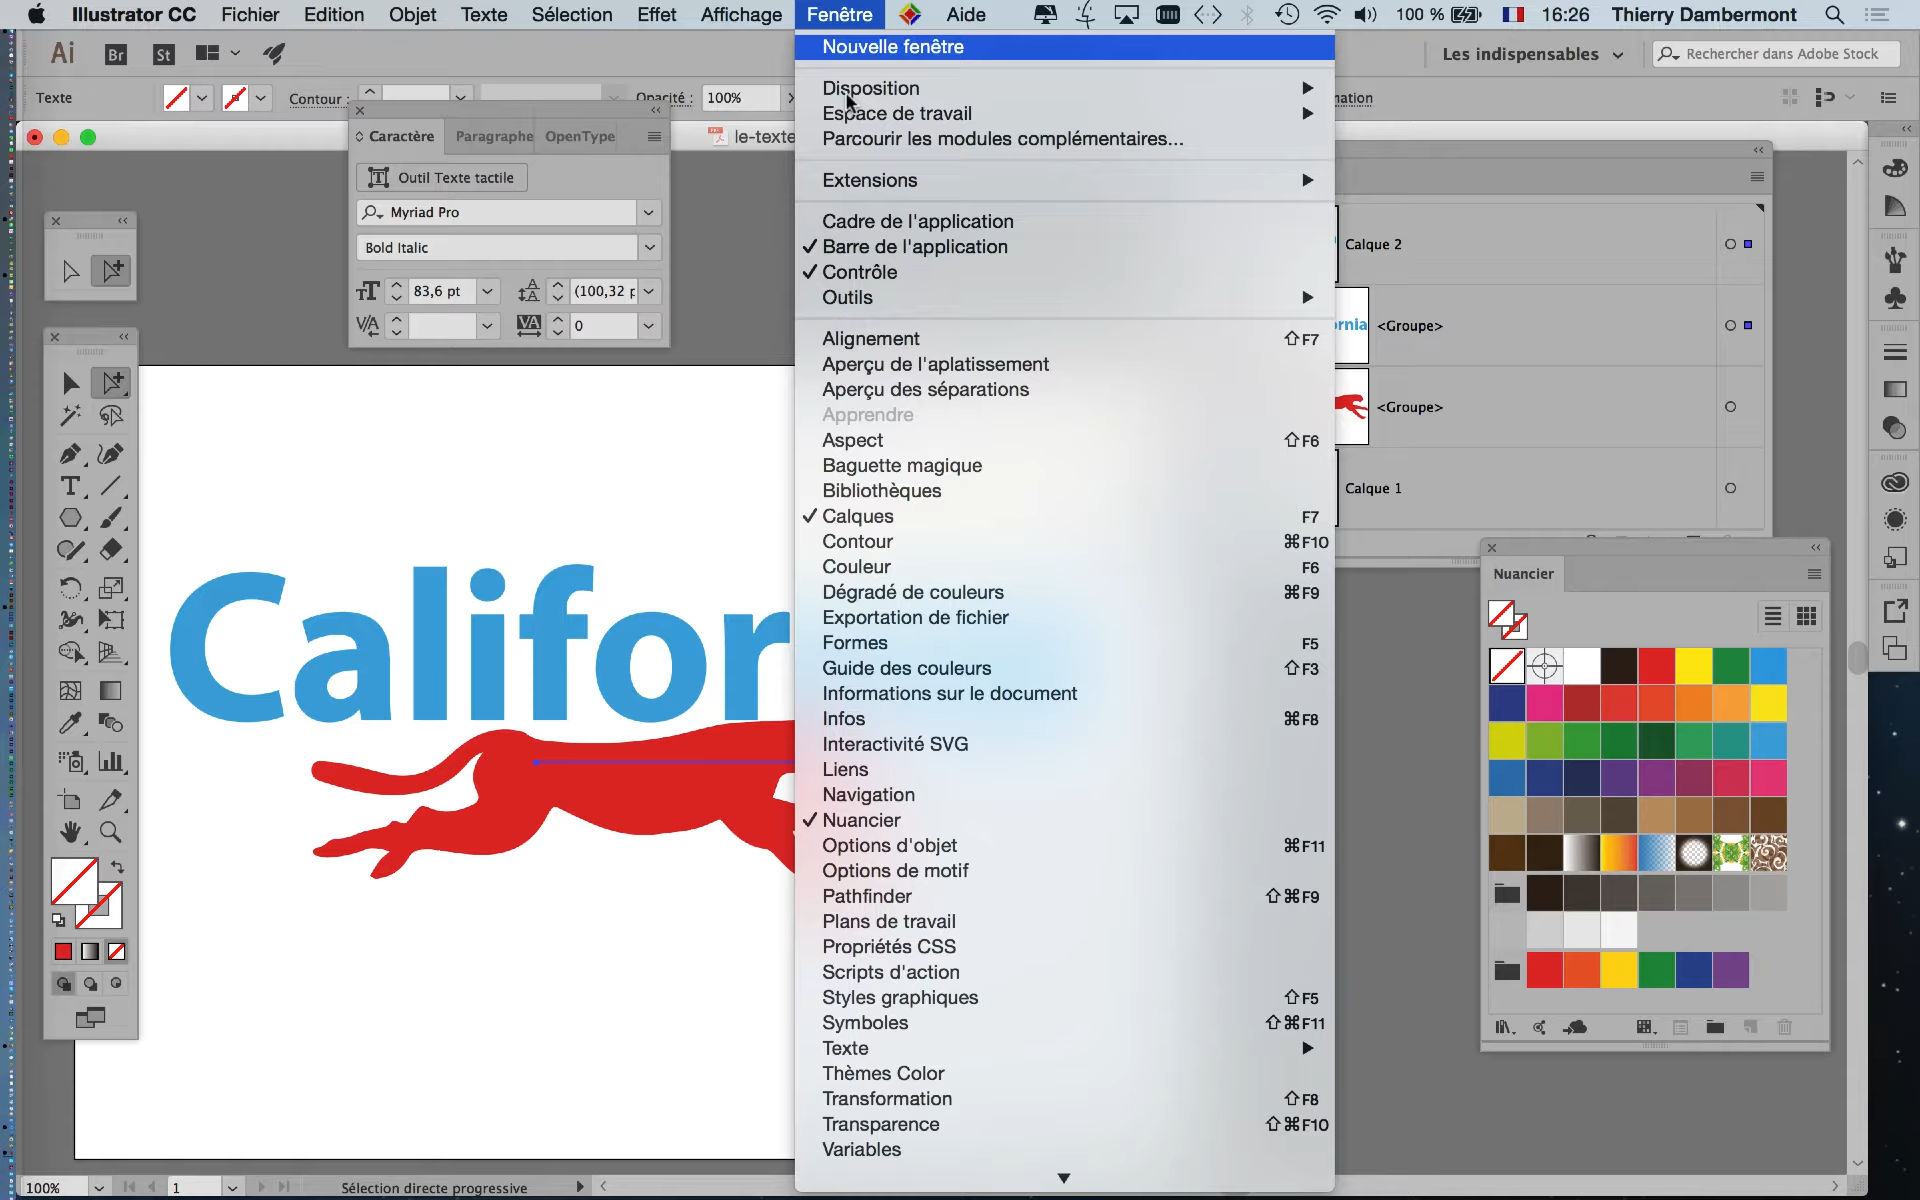 Illustrator CC Fichier Edition Objet Texte Sélection Effet Affichage Fenêtre Aide 100 % 16:26 Thierry Dambermont
Ai Br St Les indispensables Rechercher dans Adobe Stock
Texte Contour : Opacité : 100%
le-texte
Caractère Paragraphe OpenType
Outil Texte tactile
Myriad Pro
Bold Italic
83,6 pt (100,32 p
0
Nouvelle fenêtre
Disposition
Espace de travail
Parcourir les modules complémentaires...
Extensions
Cadre de l'application
✓ Barre de l'application
✓ Contrôle
Outils
Alignement ⇧F7
Aperçu de l'aplatissement
Aperçu des séparations
Apprendre
Aspect ⇧F6
Baguette magique
Bibliothèques
✓ Calques F7
Contour ⌘F10
Couleur F6
Dégradé de couleurs ⌘F9
Exportation de fichier
Formes F5
Guide des couleurs ⇧F3
Informations sur le document
Infos ⌘F8
Interactivité SVG
Liens
Navigation
✓ Nuancier
Options d'objet ⌘F11
Options de motif
Pathfinder ⇧⌘F9
Plans de travail
Propriétés CSS
Scripts d'action
Styles graphiques ⇧F5
Symboles ⇧⌘F11
Texte
Thèmes Color
Transformation ⇧F8
Transparence ⇧⌘F10
Variables
Calque 2
rnia <Groupe>
<Groupe>
Calque 1
Nuancier
Califor
100% 1 Sélection directe progressive